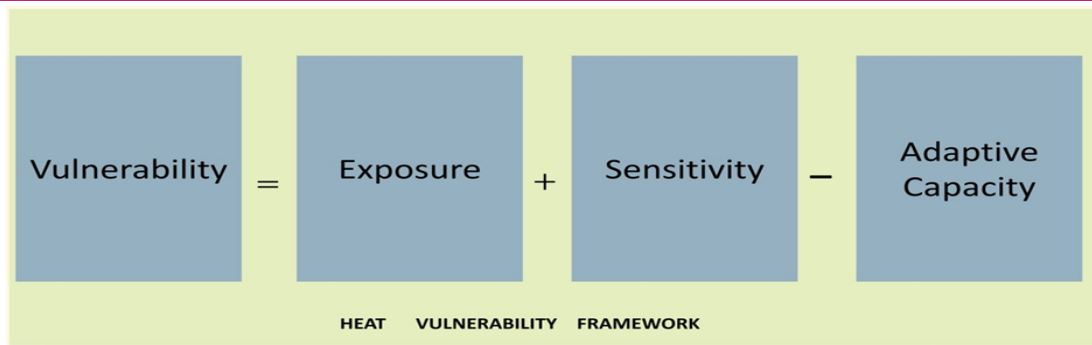 Vulnerability = Exposure + Sensitivity – Adaptive Capacity
HEAT VULNERABILITY FRAMEWORK